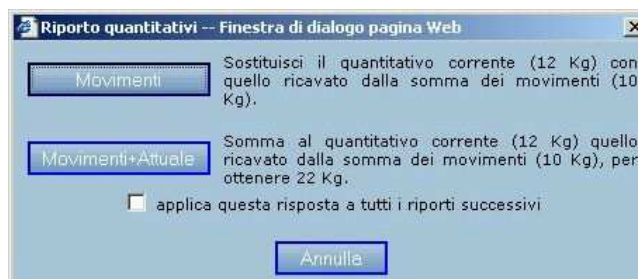 Riporto quantitativi -- Finestra di dialogo pagina Web
Movimenti
Sostituisci il quantitativo corrente (12 Kg) con
quello ricavato dalla somma dei movimenti (10
Kg).
Movimenti+Attuale
Somma al quantitativo corrente (12 Kg) quello
ricavato dalla somma dei movimenti (10 Kg), per
ottenere 22 Kg.
applica questa risposta a tutti i riporti successivi
Annulla